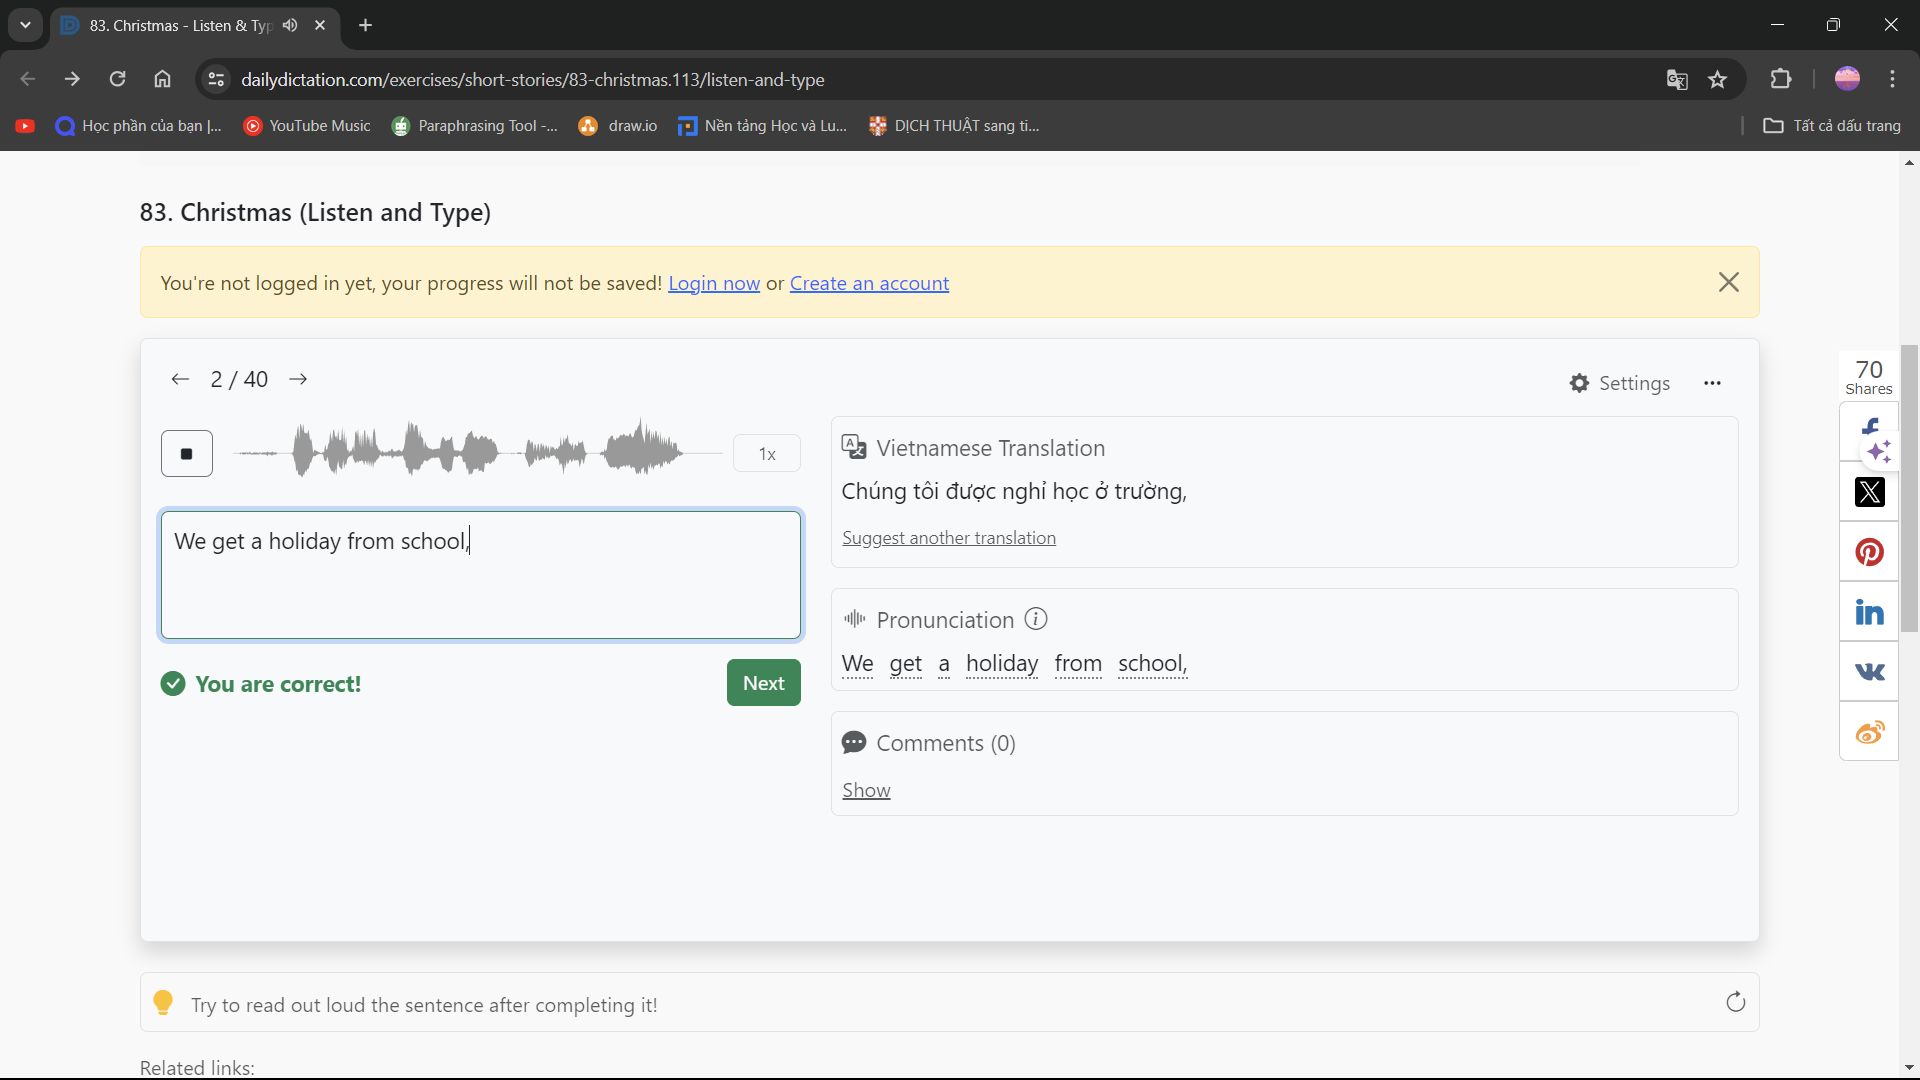 83. Christmas - Listen & Typ
dailydictation.com/exercises/short-stories/83-christmas.113/listen-and-type
Học phần của bạn |...
YouTube Music
Paraphrasing Tool -...
draw.io
Nền tảng Học và Lu...
DỊCH THUẬT sang ti...
Tất cả dấu trang
83. Christmas (Listen and Type)
You're not logged in yet, your progress will not be saved! Login now or Create an account
2 / 40
Settings
1x
We get a holiday from school,
You are correct!
Next
Vietnamese Translation
Chúng tôi được nghỉ học ở trường,
Suggest another translation
Pronunciation
We get a holiday from school,
Comments (0)
Show
70
Shares
Try to read out loud the sentence after completing it!
Related links: